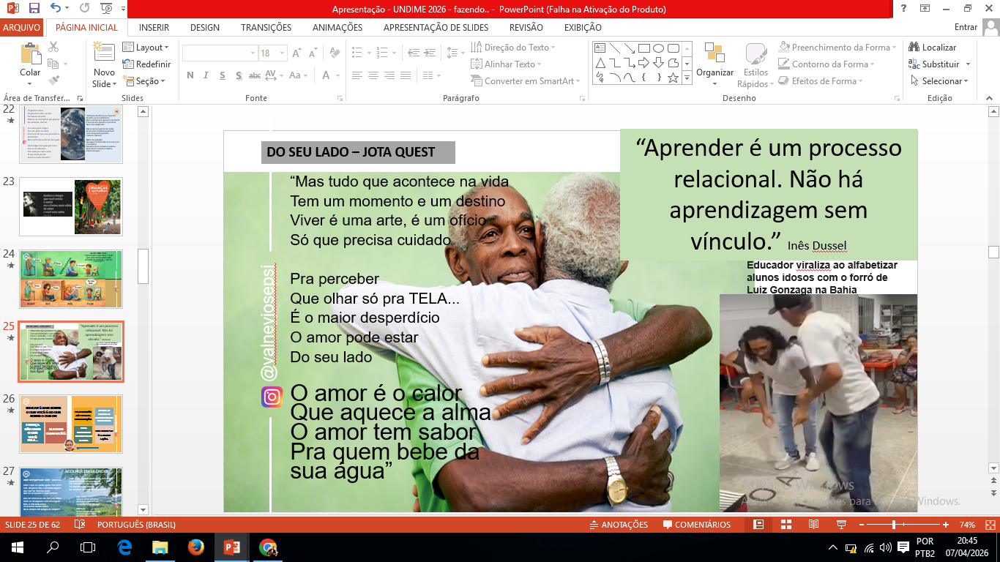 Apresentação - UNDIME 2026 - fazendo.. - PowerPoint (Falha na Ativação do Produto)
ARQUIVO PÁGINA INICIAL INSERIR DESIGN TRANSIÇÕES ANIMAÇÕES APRESENTAÇÃO DE SLIDES REVISÃO EXIBIÇÃO Entrar
Colar
Novo Slide
Layout
Redefinir
Seção
18
N I S S abc AV Aa A
Direção do Texto
Alinhar Texto
Converter em SmartArt
Organizar
Estilos Rápidos
Preenchimento da Forma
Contorno da Forma
Efeitos de Forma
Localizar
Substituir
Selecionar
Área de Transfer... Slides Fonte Parágrafo Desenho Edição
22
23
24
25
26
27
ACOLHER EM SILÊNCIO
DO SEU LADO – JOTA QUEST
“Mas tudo que acontece na vida
Tem um momento e um destino
Viver é uma arte, é um ofício
Só que precisa cuidado
Pra perceber
Que olhar só pra TELA...
É o maior desperdício
O amor pode estar
Do seu lado
O amor é o calor
Que aquece a alma
O amor tem sabor
Pra quem bebe da
sua água”
@valneviosepsi
“Aprender é um processo
relacional. Não há
aprendizagem sem
vínculo.” Inês Dussel
Educador viraliza ao alfabetizar
alunos idosos com o forró de
Luiz Gonzaga na Bahia
SLIDE 25 DE 62 PORTUGUÊS (BRASIL) ANOTAÇÕES COMENTÁRIOS 74%
POR
PTB2
20:45
07/04/2026